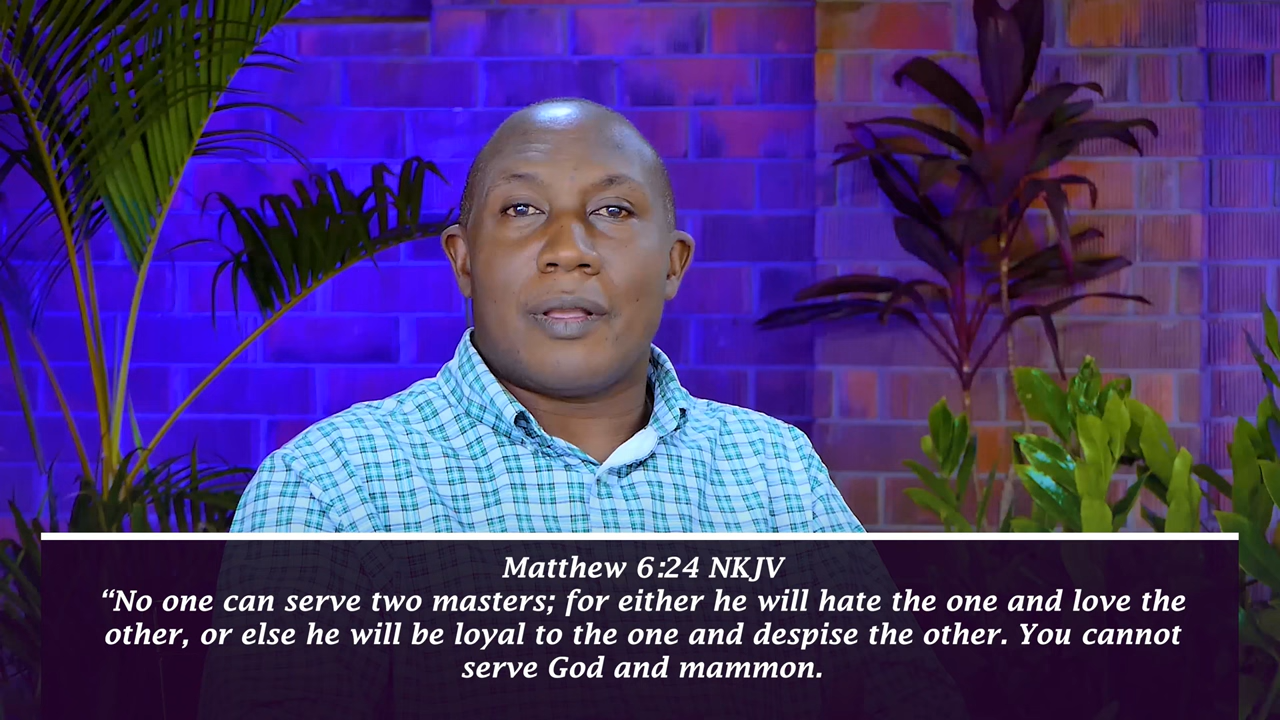 Matthew 6:24 NKJV
“No one can serve two masters; for either he will hate the one and love the
other, or else he will be loyal to the one and despise the other. You cannot
serve God and mammon.